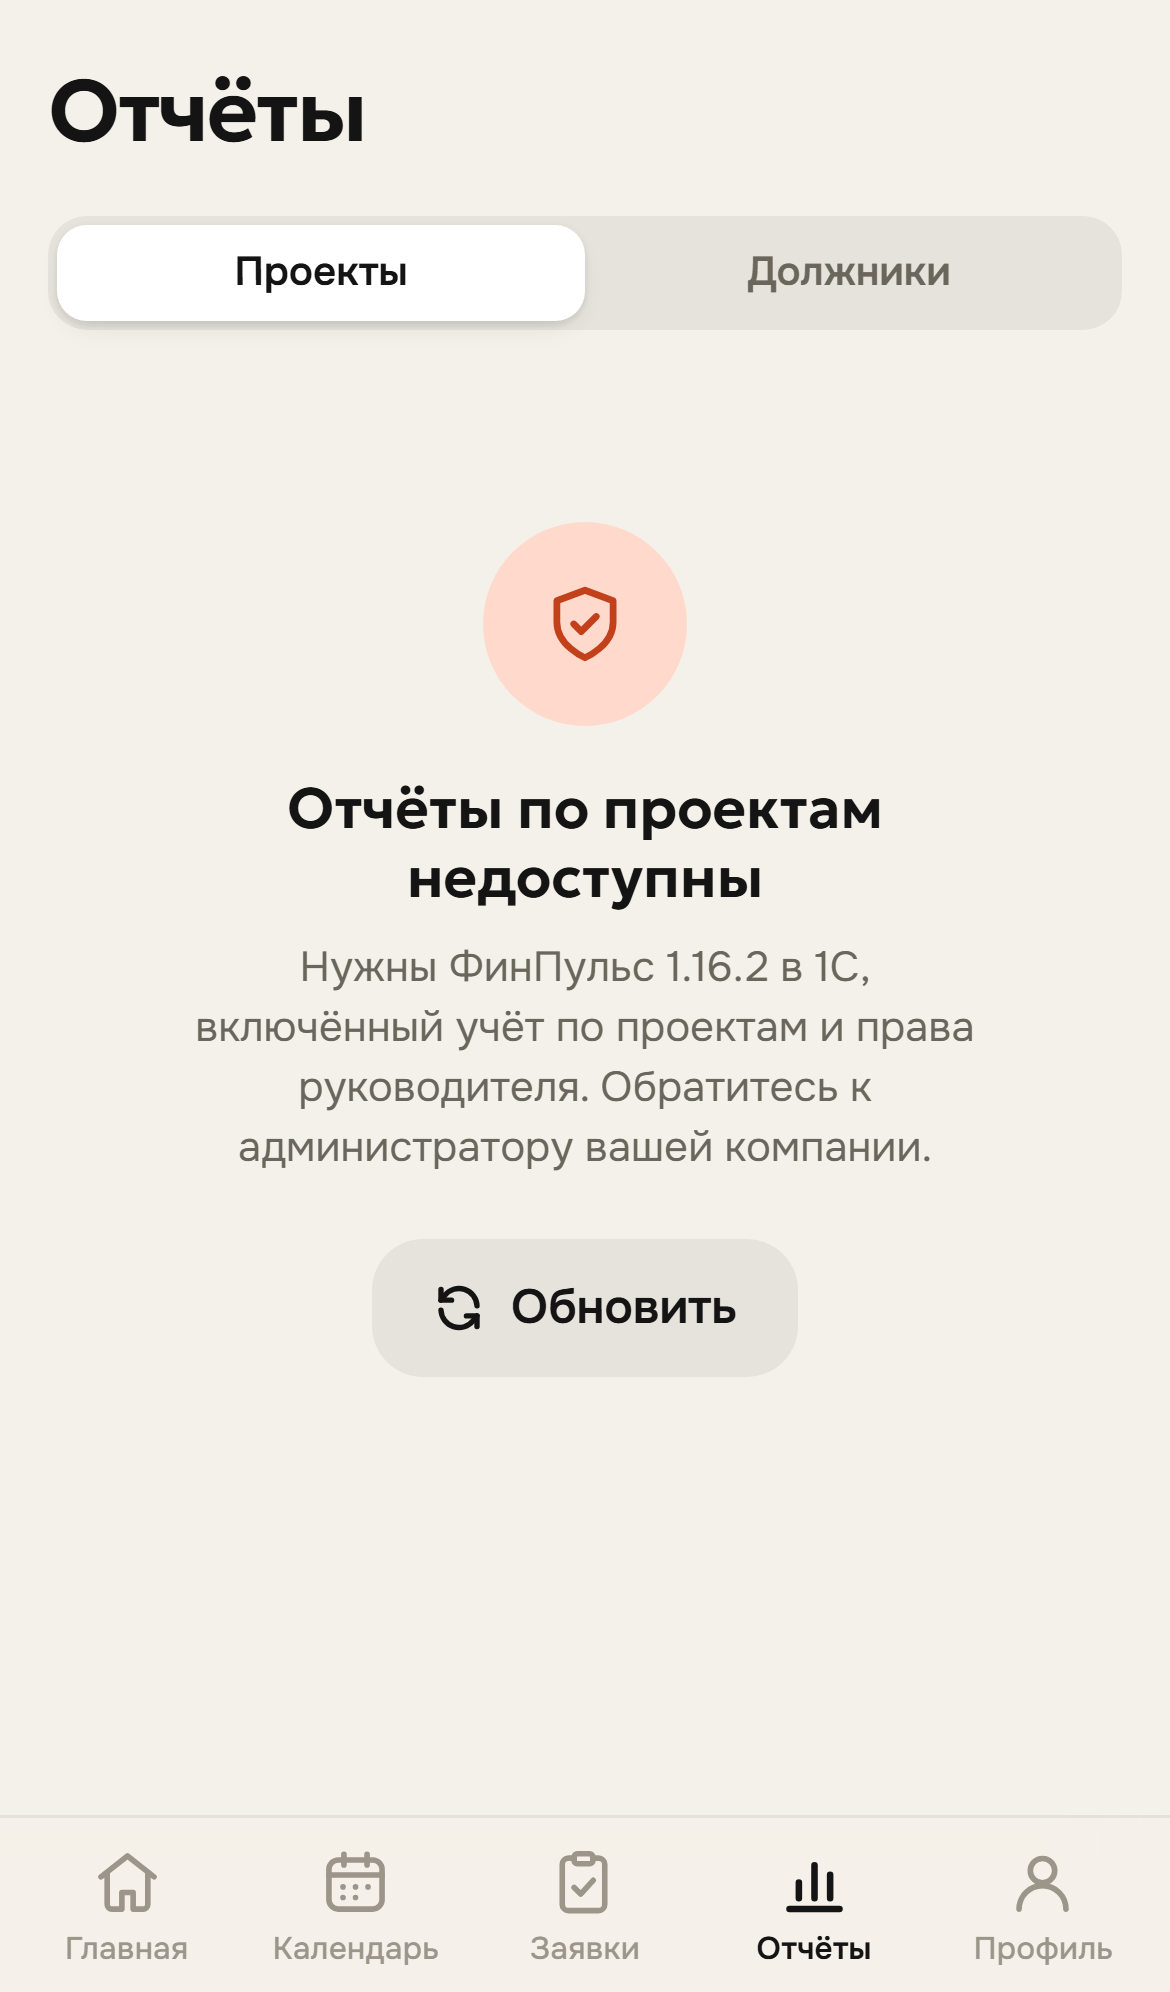 Отчёты
Проекты
Должники
Отчёты по проектам
недоступны
Нужны ФинПульс 1.16.2 в 1С,
включённый учёт по проектам и права
руководителя. Обратитесь к
администратору вашей компании.
Обновить
Главная
Календарь
Заявки
Отчёты
Профиль